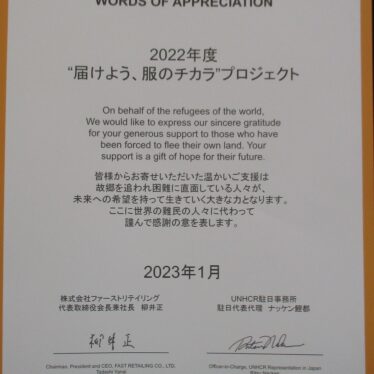 WORDS OF APPRECIATION
2022年度
“届けよう、服のチカラ”プロジェクト
On behalf of the refugees of the world,
We would like to express our sincere gratitude
for your generous support to those who have
been forced to flee their own land. Your
support is a gift of hope for their future.
皆様からお寄せいただいた温かいご支援は
故郷を追われ困難に直面している人々が、
未来への希望を持って生きていく大きな力となります。
ここに世界の難民の人々に代わって
謹んで感謝の意を表します。
2023年1月
株式会社ファーストリテイリング
代表取締役会長兼社長 柳井正
UNHCR駐日事務所
駐日代表代理 ナッケン鯉都
柳井正
Chairman, President and CEO, FAST RETAILING CO., LTD.
Tadashi Yanai
Officer-in-Charge, UNHCR Representation in Japan